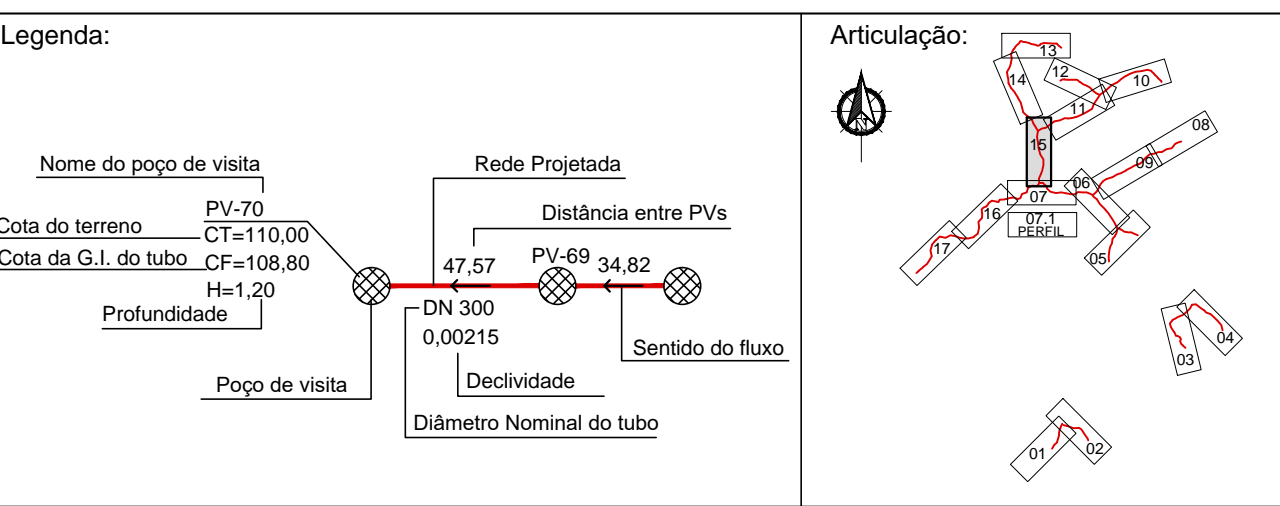 Legenda:
Nome do poço de visita
Rede Projetada
PV-70
Distância entre PVs
Cota do terreno
CT=110,00
Cota da G.I. do tubo
CF=108,80
47,57
PV-69
34,82
H=1,20
Profundidade
DN 300
0,00215
Sentido do fluxo
Poço de visita
Declividade
Diâmetro Nominal do tubo
Articulação:
N
13
12
14
10
11
08
15
09
06
07
16
07.1
PERFIL
17
05
04
03
01
02